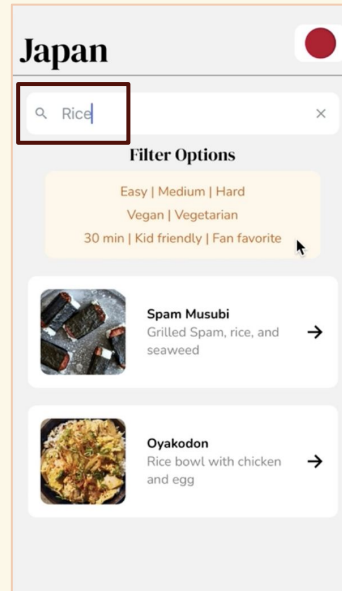 Japan
Rice
Filter Options
Easy | Medium | Hard
Vegan | Vegetarian
30 min | Kid friendly | Fan favorite
Spam Musubi
Grilled Spam, rice, and
seaweed
Oyakodon
Rice bowl with chicken
and egg